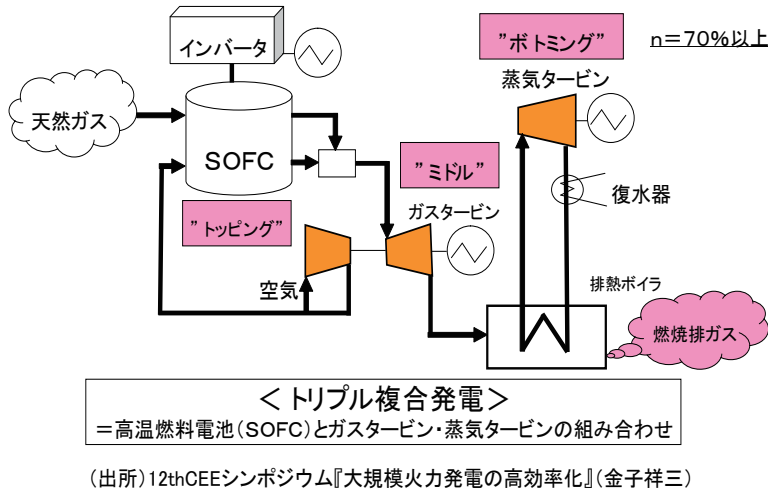 インバータ
”ボトミング”
n＝70%以上
蒸気タービン
天然ガス
SOFC
”ミドル”
復水器
”トッピング”
ガスタービン
空気
排熱ボイラ
燃焼排ガス
＜トリプル複合発電＞
＝高温燃料電池(SOFC)とガスタービン・蒸気タービンの組み合わせ
(出所)12thCEEシンポジウム『大規模火力発電の高効率化』(金子祥三)